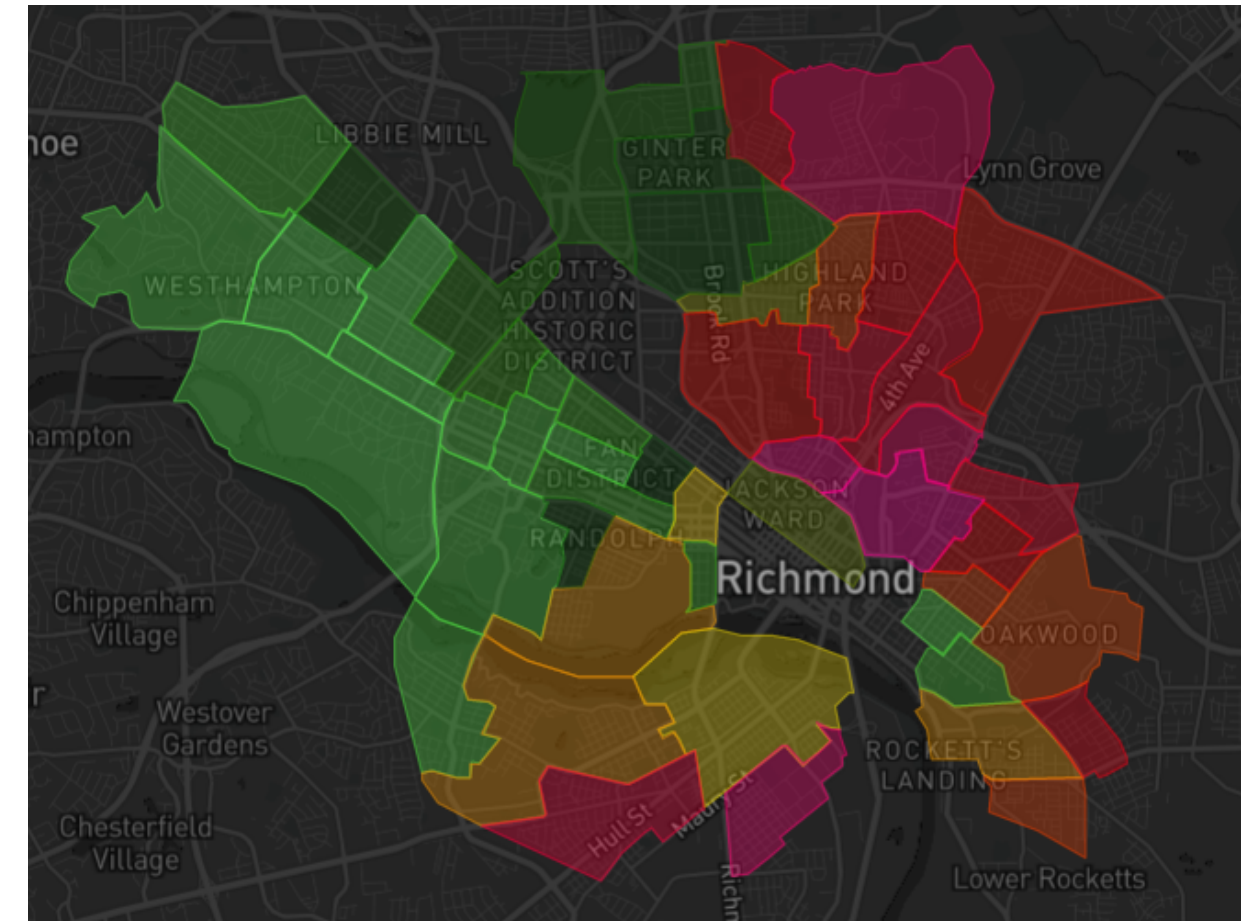 LIBBIE MILL
hoe
GINTER
PARK
Lynn Grove
SCOTT'S
ADDITION
HISTORIC
DISTRICT
WESTHAMPTON
HIGHLAND
PARK
Brook Rd
4th Ave
hampton
FAN
DISTRICT
JACKSON
WARD
RANDOLPH
Richmond
Chippenham
Village
OAKWOOD
r
Westover
Gardens
ROCKETT'S
LANDING
Hull St
Maury St
Chesterfield
Village
Richn
Lower Rocketts